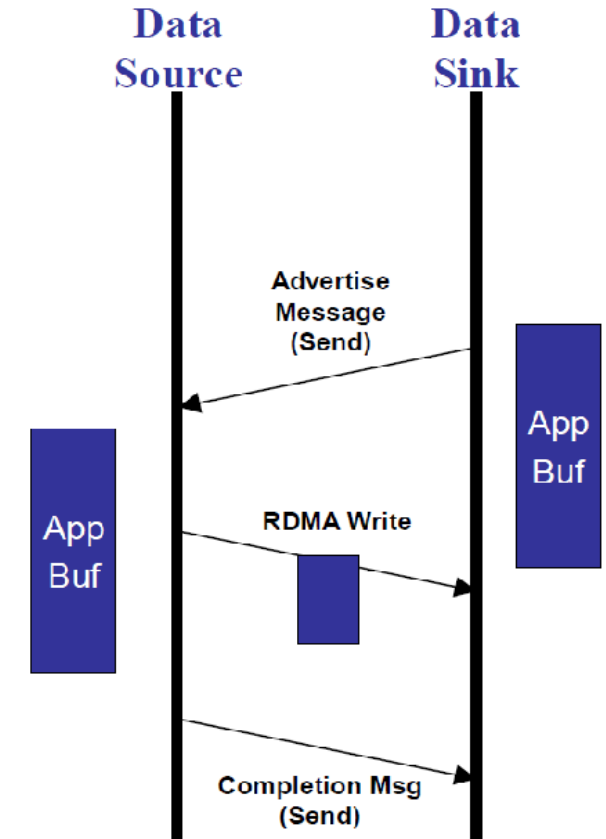 Data
Source
Data
Sink
Advertise
Message
(Send)
App
Buf
App
Buf
RDMA Write
Completion Msg
(Send)